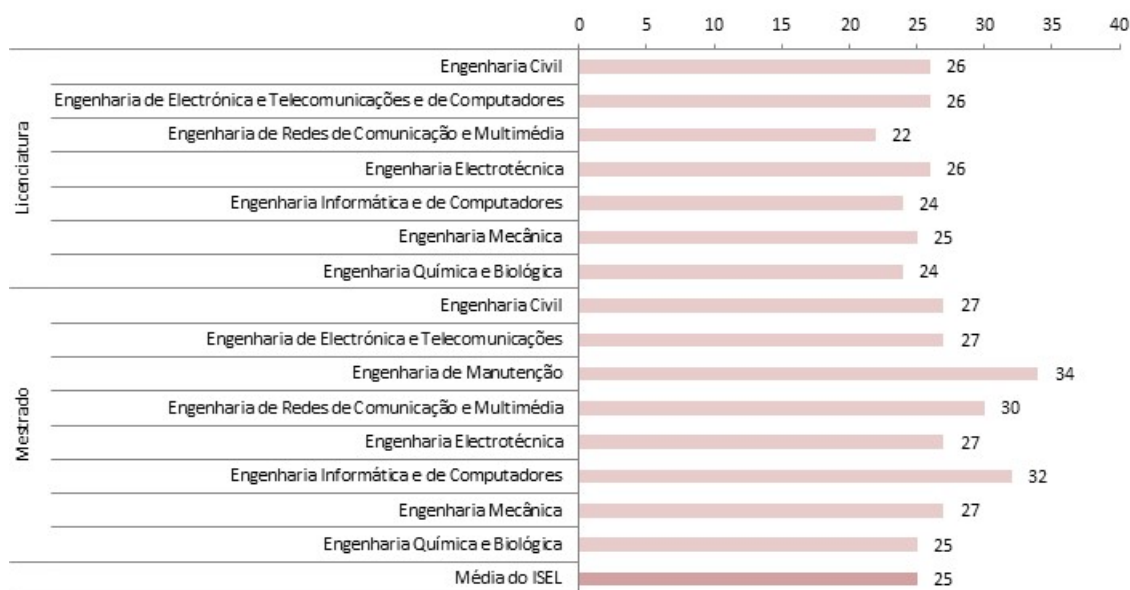 0 5 10 15 20 25 30 35 40
Licenciatura
Engenharia Civil 26
Engenharia de Electrónica e Telecomunicações e de Computadores 26
Engenharia de Redes de Comunicação e Multimédia 22
Engenharia Electrotécnica 26
Engenharia Informática e de Computadores 24
Engenharia Mecânica 25
Engenharia Química e Biológica 24
Mestrado
Engenharia Civil 27
Engenharia de Electrónica e Telecomunicações 27
Engenharia de Manutenção 34
Engenharia de Redes de Comunicação e Multimédia 30
Engenharia Electrotécnica 27
Engenharia Informática e de Computadores 32
Engenharia Mecânica 27
Engenharia Química e Biológica 25
Média do ISEL 25